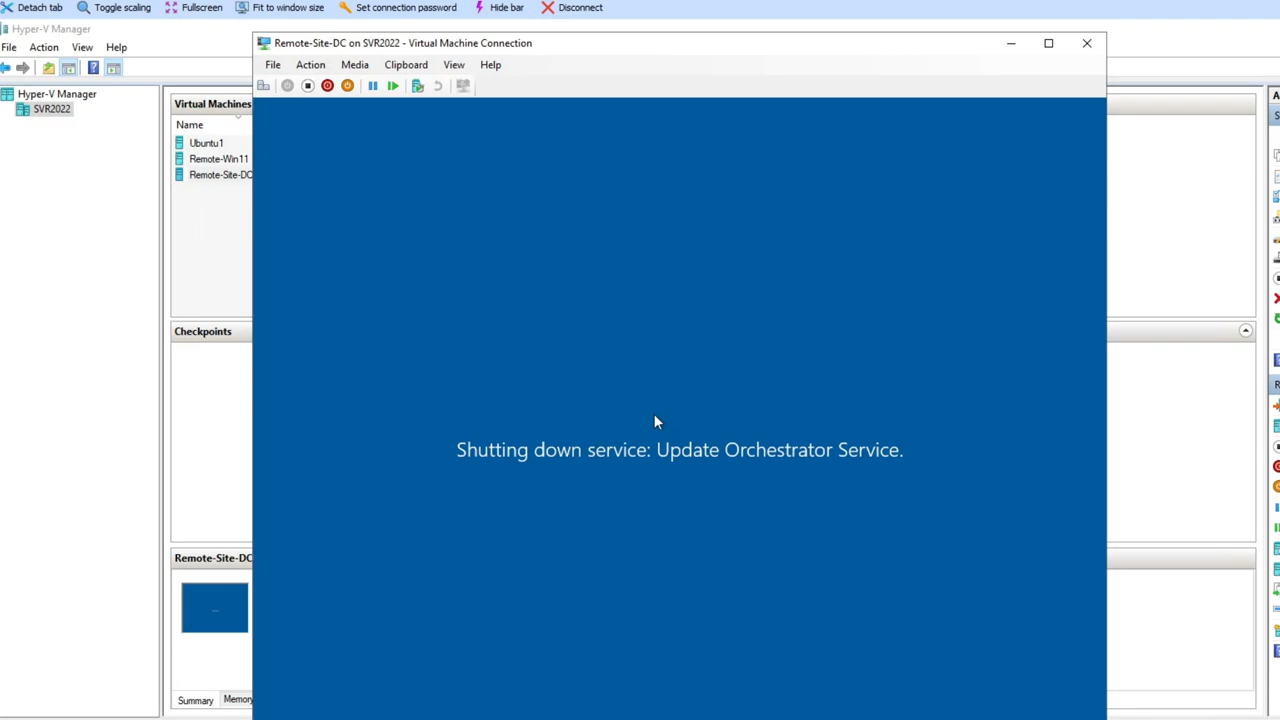 Detach tab Toggle scaling Fullscreen Fit to window size Set connection password Hide bar Disconnect
Hyper-V Manager
File Action View Help
Hyper-V Manager
SVR2022
Virtual Machines
Name
Ubuntu1
Remote-Win11
Remote-Site-DC
Checkpoints
Remote-Site-DC
Summary Memory
Remote-Site-DC on SVR2022 - Virtual Machine Connection
File Action Media Clipboard View Help
Shutting down service: Update Orchestrator Service.
A
S
R